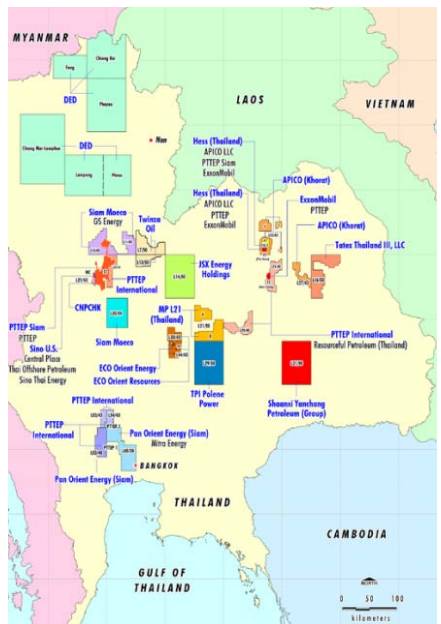 MYANMAR
Chiang Rai
Fang
Phayao
DED
LAOS
VIETNAM
Nan
Chiang Mai-Lamphun
DED
Lampang
Phrae
Hess (Thailand)
APICO LLC
PTTEP Siam
ExxonMobil
APICO (Khorat)
Hess (Thailand)
APICO LLC
PTTEP
ExxonMobil
ExxonMobil
PTTEP
APICO (Khorat)
Tatex Thailand III, LLC
Siam Moeco
GS Energy
Twinza
Oil
PTTEP
International
JSX Energy
Holdings
CNPCHK
MP L21
(Thailand)
PTTEP Siam
PTTEP
Sino U.S.
Central Place
Thai Offshore Petroleum
Sino Thai Energy
Siam Moeco
PTTEP International
Resourceful Petroleum (Thailand)
ECO Orient Energy
ECO Orient Resources
TPI Polene
Power
Shaanxi Yanchang
Petroleum (Group)
PTTEP International
PTTEP
International
Pan Orient Energy (Siam)
Mitra Energy
BANGKOK
Pan Orient Energy (Siam)
THAILAND
CAMBODIA
GULF OF
THAILAND
NORTH
0 50 100
kilometers